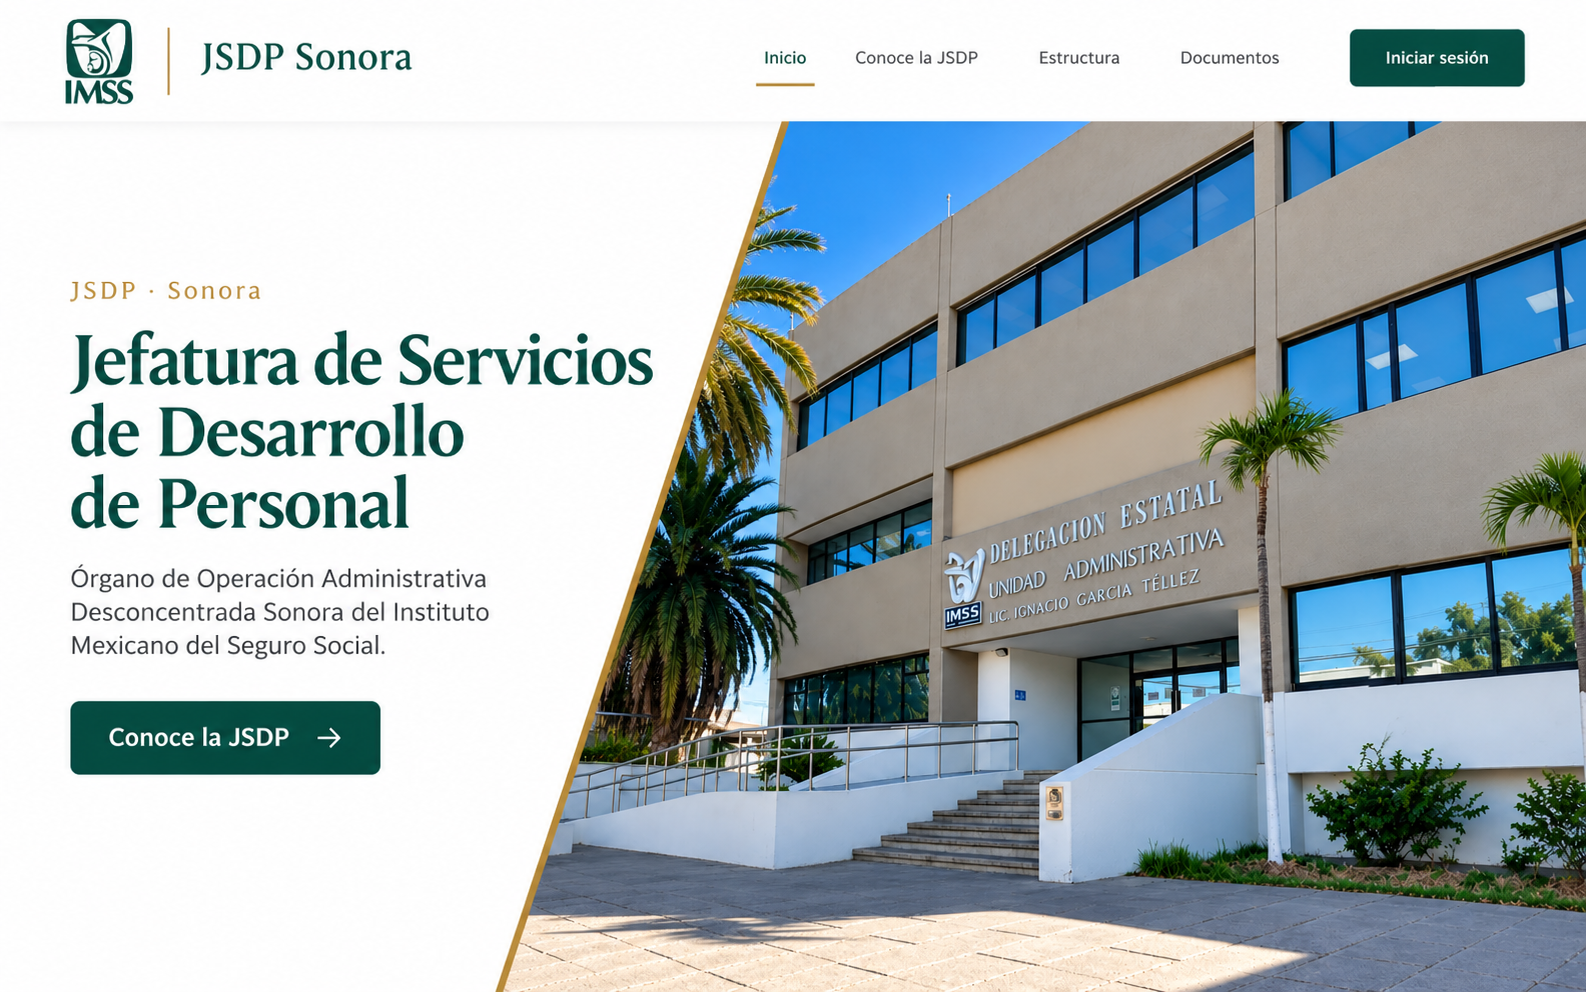 IMSS
JSDP Sonora
Inicio
Conoce la JSDP
Estructura
Documentos
Iniciar sesión
JSDP · Sonora
Jefatura de Servicios
de Desarrollo
de Personal
Órgano de Operación Administrativa
Desconcentrada Sonora del Instituto
Mexicano del Seguro Social.
Conoce la JSDP →
DELEGACION ESTATAL
UNIDAD ADMINISTRATIVA
LIC. IGNACIO GARCIA TÉLLEZ
IMSS